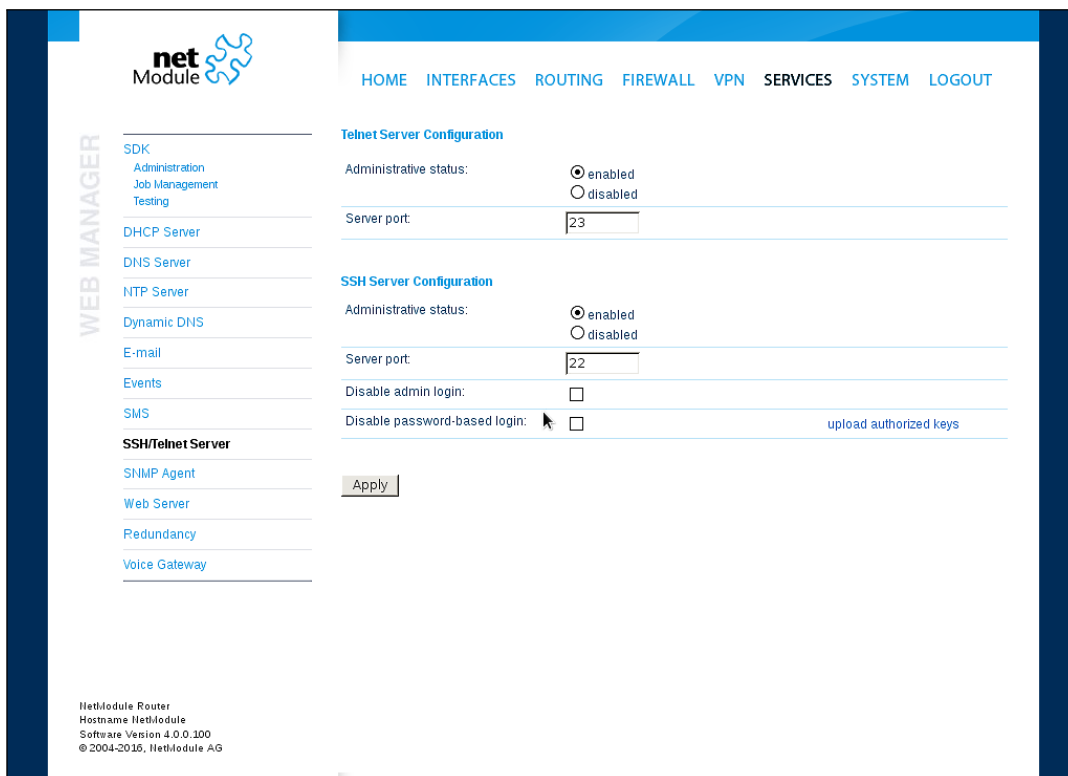 net
Module
HOME INTERFACES ROUTING FIREWALL VPN SERVICES SYSTEM LOGOUT
WEB MANAGER
SDK
Administration
Job Management
Testing
DHCP Server
DNS Server
NTP Server
Dynamic DNS
E-mail
Events
SMS
SSH/Telnet Server
SNMP Agent
Web Server
Redundancy
Voice Gateway
Telnet Server Configuration
Administrative status:
enabled
disabled
Server port: 23
SSH Server Configuration
Administrative status:
enabled
disabled
Server port: 22
Disable admin login:
Disable password-based login: upload authorized keys
Apply
NetModule Router
Hostname NetModule
Software Version 4.0.0.100
© 2004-2016, NetModule AG